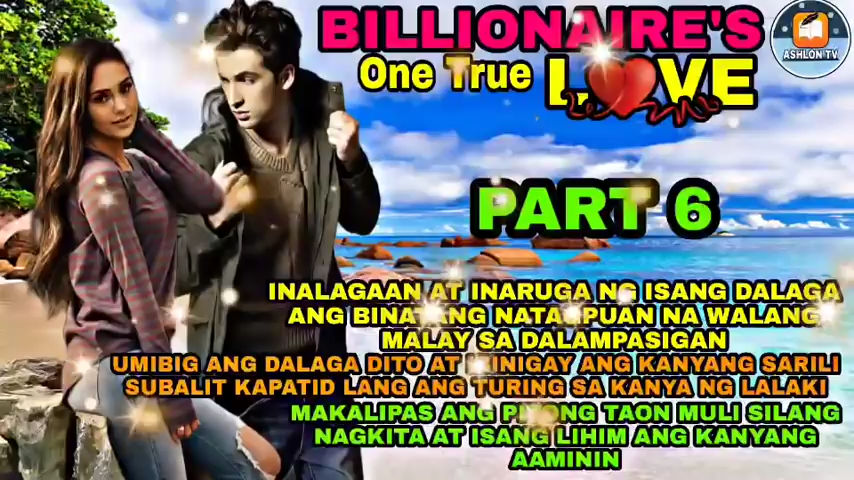 BILLIONAIRE'S
ASHLON TV
One True LOVE
PART 6
INALAGAAN AT INARUGA NG ISANG DALAGA
ANG BINATANG NATAGPUAN NA WALANG
MALAY SA DALAMPASIGAN
UMIBIG ANG DALAGA DITO AT IBINIGAY ANG KANYANG SARILI
SUBALIT KAPATID LANG ANG TURING SA KANYA NG LALAKI
MAKALIPAS ANG PITONG TAON MULI SILANG
NAGKITA AT ISANG LIHIM ANG KANYANG
AAMININ